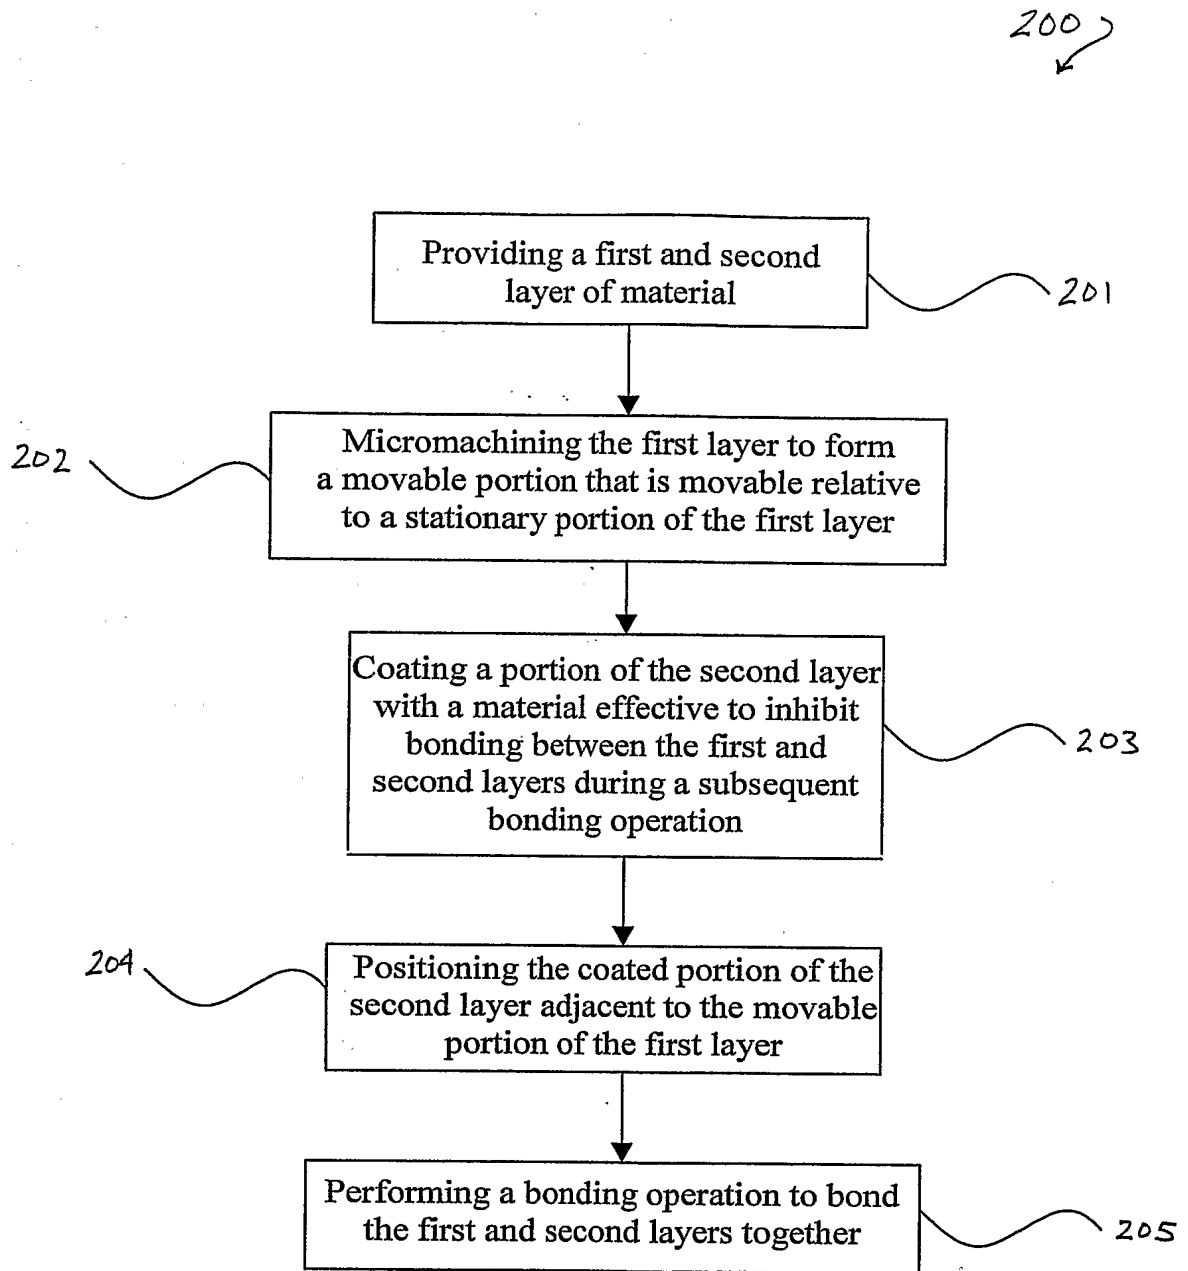 200
Providing a first and second
layer of material
201
Micromachining the first layer to form
a movable portion that is movable relative
to a stationary portion of the first layer
202
Coating a portion of the second layer
with a material effective to inhibit
bonding between the first and
second layers during a subsequent
bonding operation
203
204
Positioning the coated portion of the
second layer adjacent to the movable
portion of the first layer
Performing a bonding operation to bond
the first and second layers together
205